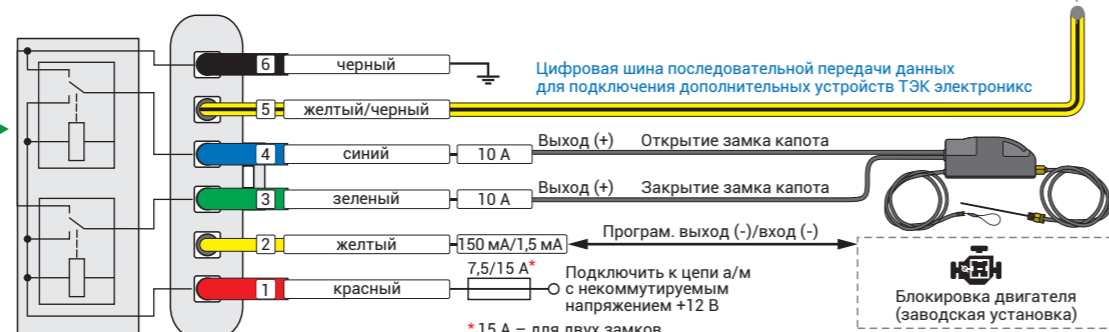 6 черный
Цифровая шина последовательной передачи данных
для подключения дополнительных устройств ТЭК электроникс
5 желтый/черный
4 синий 10 А Выход (+) Открытие замка капота
3 зеленый 10 А Выход (+) Закрытие замка капота
2 желтый 150 мА/1,5 мА Програм. выход (-)/вход (-)
7,5/15 А*
1 красный
Подключить к цепи а/м
с некоммутируемым
напряжением +12 В
Блокировка двигателя
(заводская установка)
* 15 А – для двух замков